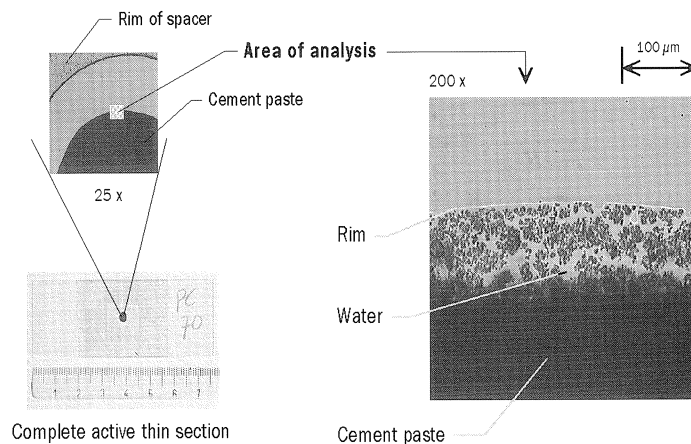 Rim of spacer
Area of analysis
Cement paste
25 x
200 x
100 µm
Rim
Water
Cement paste
PC
70
1 2 3 4 5 6 7
Complete active thin section